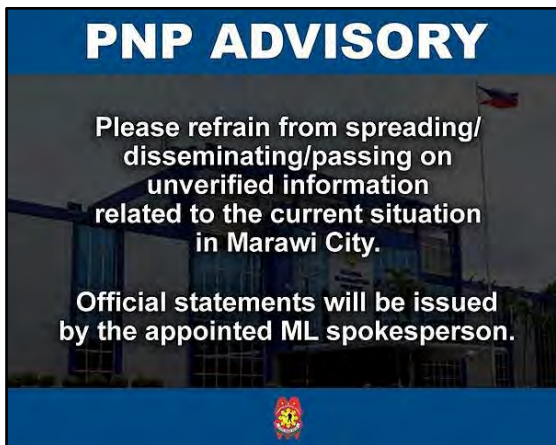 PNP ADVISORY
Please refrain from spreading/
disseminating/passing on
unverified information
related to the current situation
in Marawi City.
Official statements will be issued
by the appointed ML spokesperson.